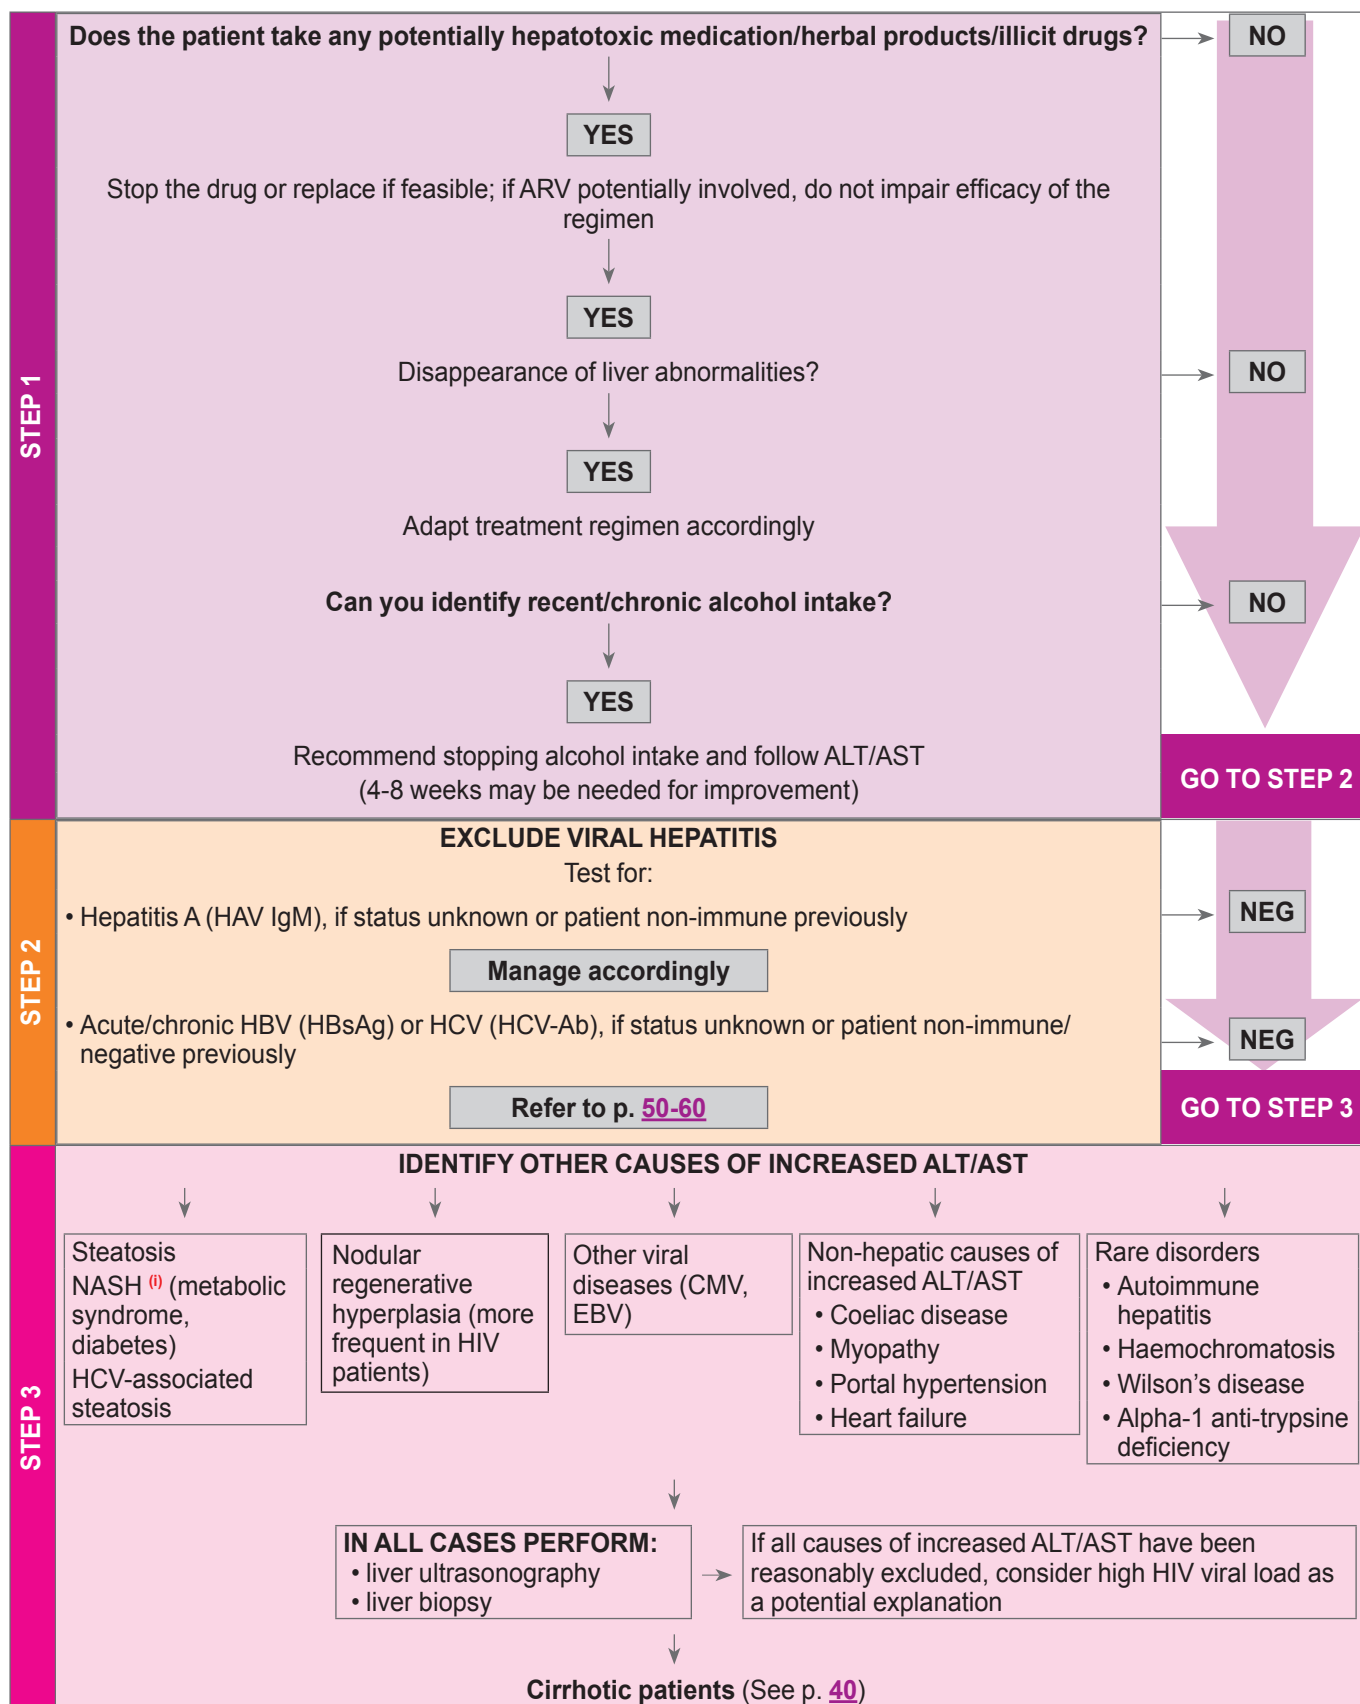 STEP 1
Does the patient take any potentially hepatotoxic medication/herbal products/illicit drugs?
NO
YES
Stop the drug or replace if feasible; if ARV potentially involved, do not impair efficacy of the
regimen
YES
Disappearance of liver abnormalities?
NO
YES
Adapt treatment regimen accordingly
Can you identify recent/chronic alcohol intake?
NO
YES
Recommend stopping alcohol intake and follow ALT/AST
(4-8 weeks may be needed for improvement)
GO TO STEP 2
STEP 2
EXCLUDE VIRAL HEPATITIS
Test for:
• Hepatitis A (HAV IgM), if status unknown or patient non-immune previously
NEG
Manage accordingly
• Acute/chronic HBV (HBsAg) or HCV (HCV-Ab), if status unknown or patient non-immune/
negative previously
NEG
Refer to p. 50-60
GO TO STEP 3
STEP 3
IDENTIFY OTHER CAUSES OF INCREASED ALT/AST
Steatosis
NASH (i) (metabolic
syndrome,
diabetes)
HCV-associated
steatosis
Nodular
regenerative
hyperplasia (more
frequent in HIV
patients)
Other viral
diseases (CMV,
EBV)
Non-hepatic causes of
increased ALT/AST
• Coeliac disease
• Myopathy
• Portal hypertension
• Heart failure
Rare disorders
• Autoimmune
hepatitis
• Haemochromatosis
• Wilson's disease
• Alpha-1 anti-trypsine
deficiency
IN ALL CASES PERFORM:
• liver ultrasonography
• liver biopsy
If all causes of increased ALT/AST have been
reasonably excluded, consider high HIV viral load as
a potential explanation
Cirrhotic patients (See p. 40)